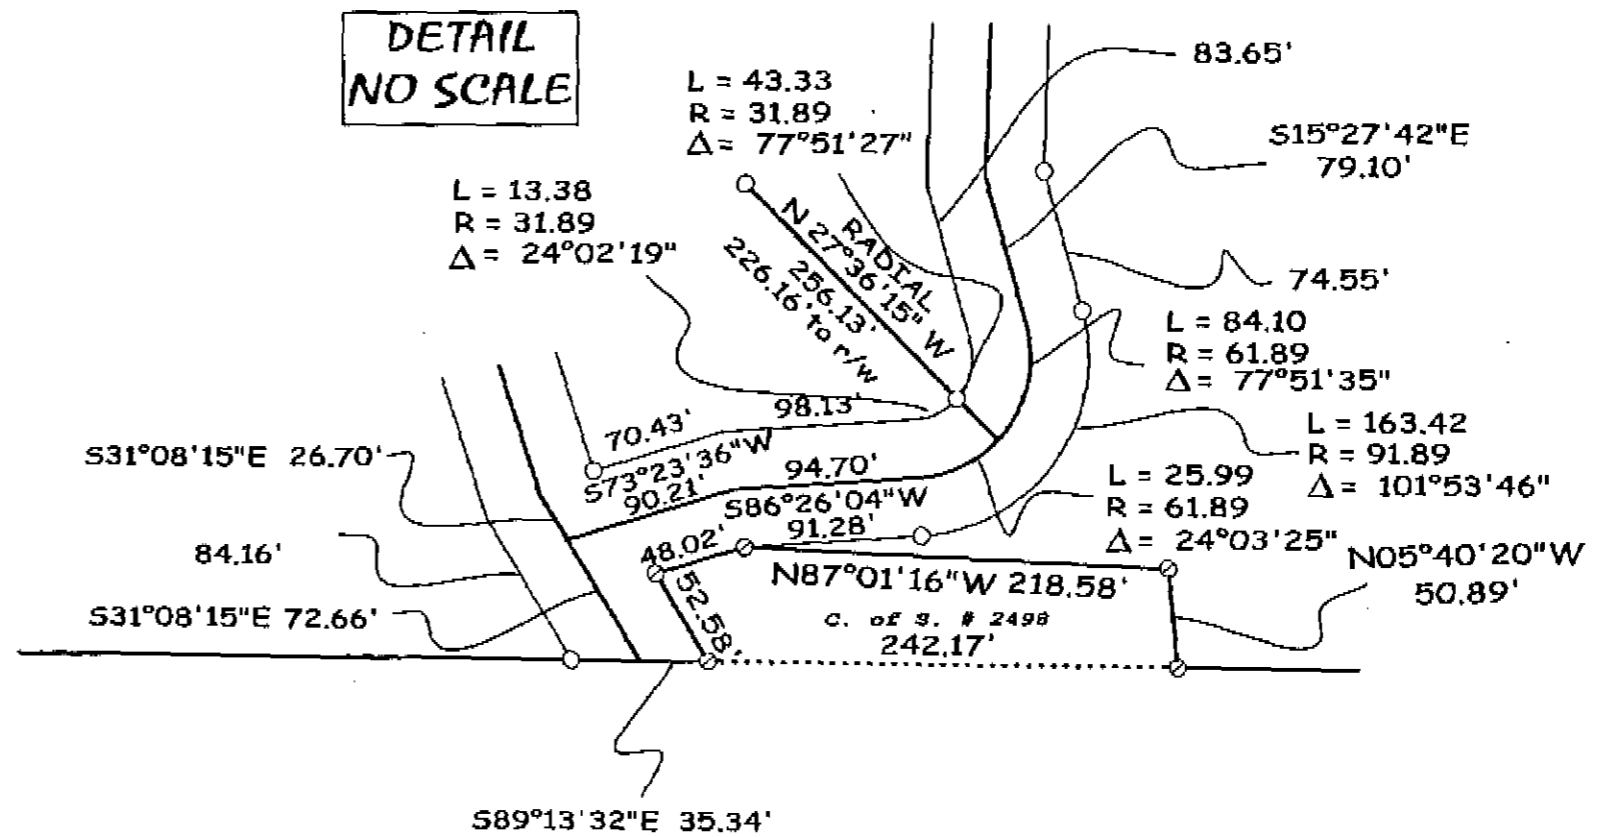 DETAIL
NO SCALE
L = 43.33
R = 31.89
Δ = 77°51'27"
83.65'
S15°27'42"E
79.10'
L = 13.38
R = 31.89
Δ = 24°02'19"
RADIAL
N 27°36'15" W
256.13'
226.16' to r/w
74.55'
L = 84.10
R = 61.89
Δ = 77°51'35"
98.13'
70.43'
S73°23'36"W
90.21'
94.70'
S86°26'04"W
91.28'
L = 163.42
R = 91.89
Δ = 101°53'46"
S31°08'15"E 26.70'
L = 25.99
R = 61.89
Δ = 24°03'25"
84.16'
48.02'
52.58'
N87°01'16"W 218.58'
N05°40'20"W
50.89'
S31°08'15"E 72.66'
C. of S. # 2498
242.17'
S89°13'32"E 35.34'